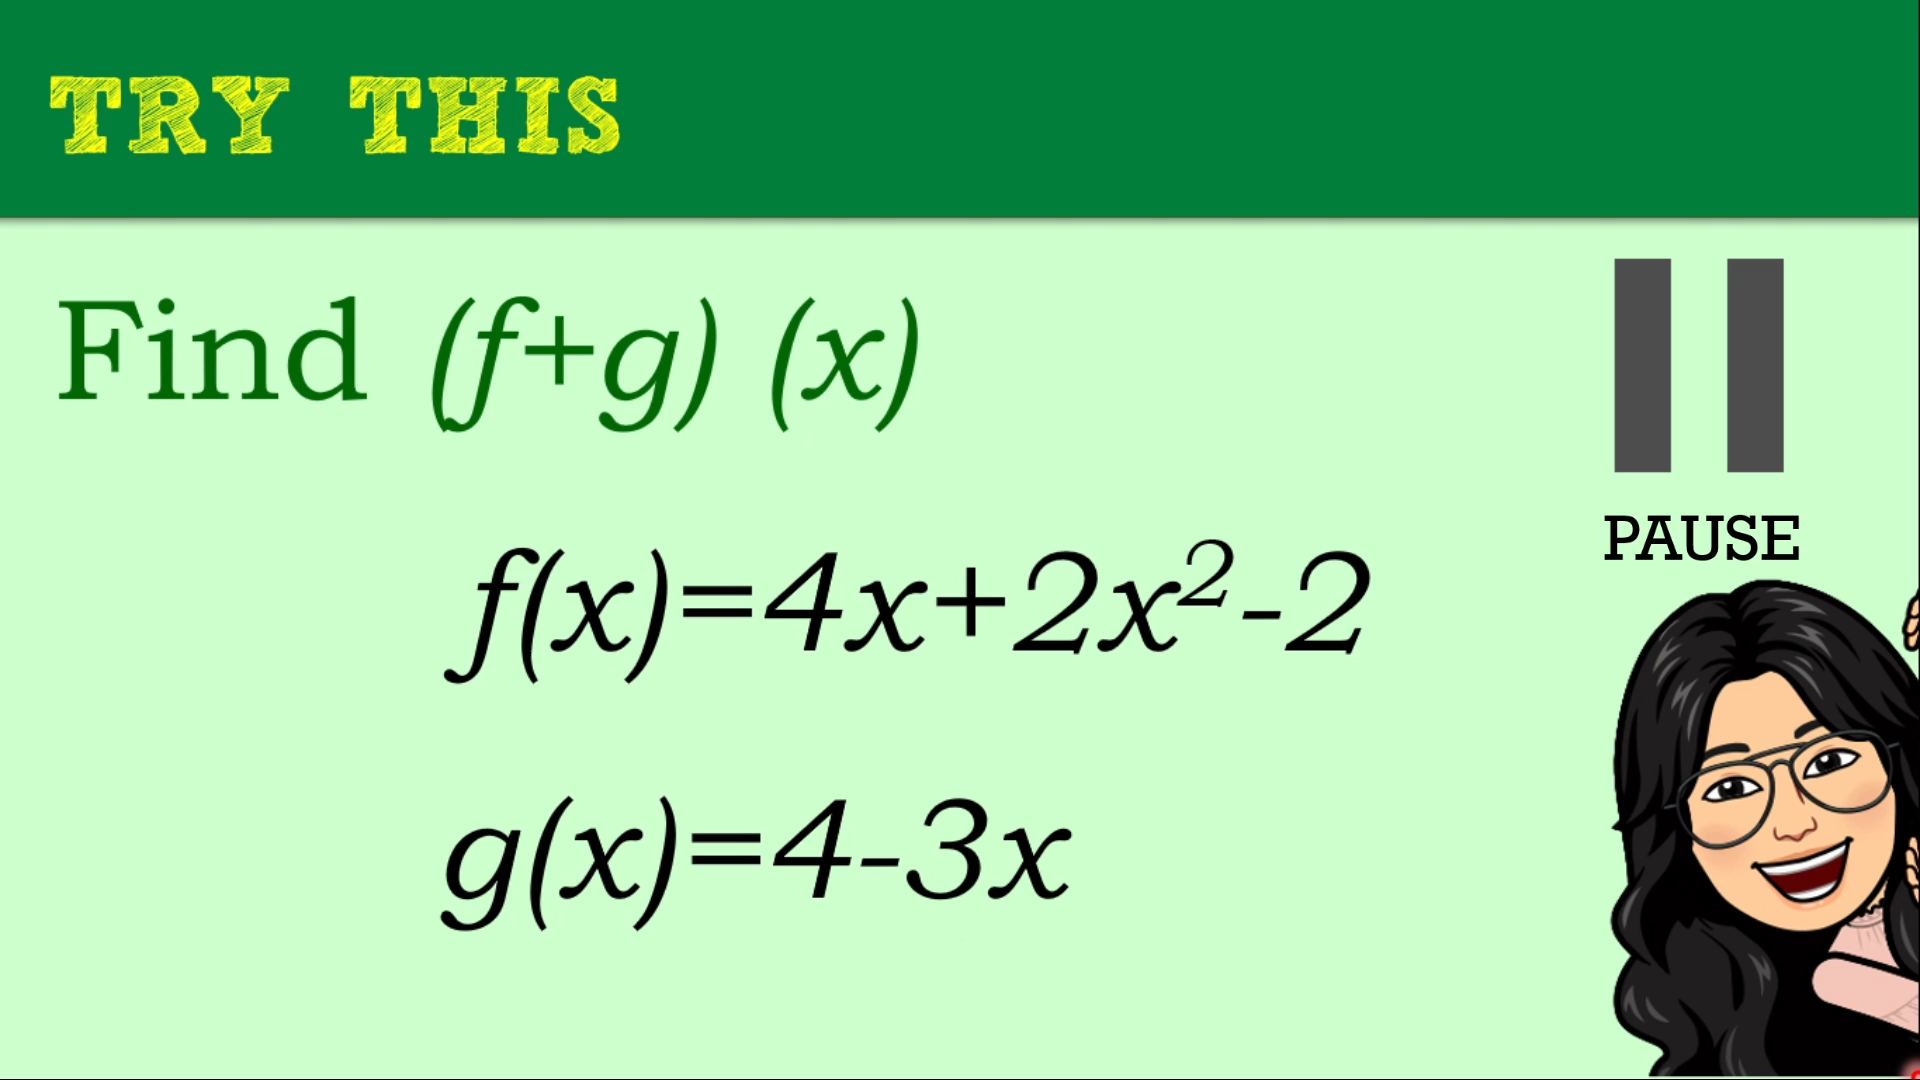 TRY THIS
Find (f+g) (x)
PAUSE
f(x)=4x+2x²-2
g(x)=4-3x